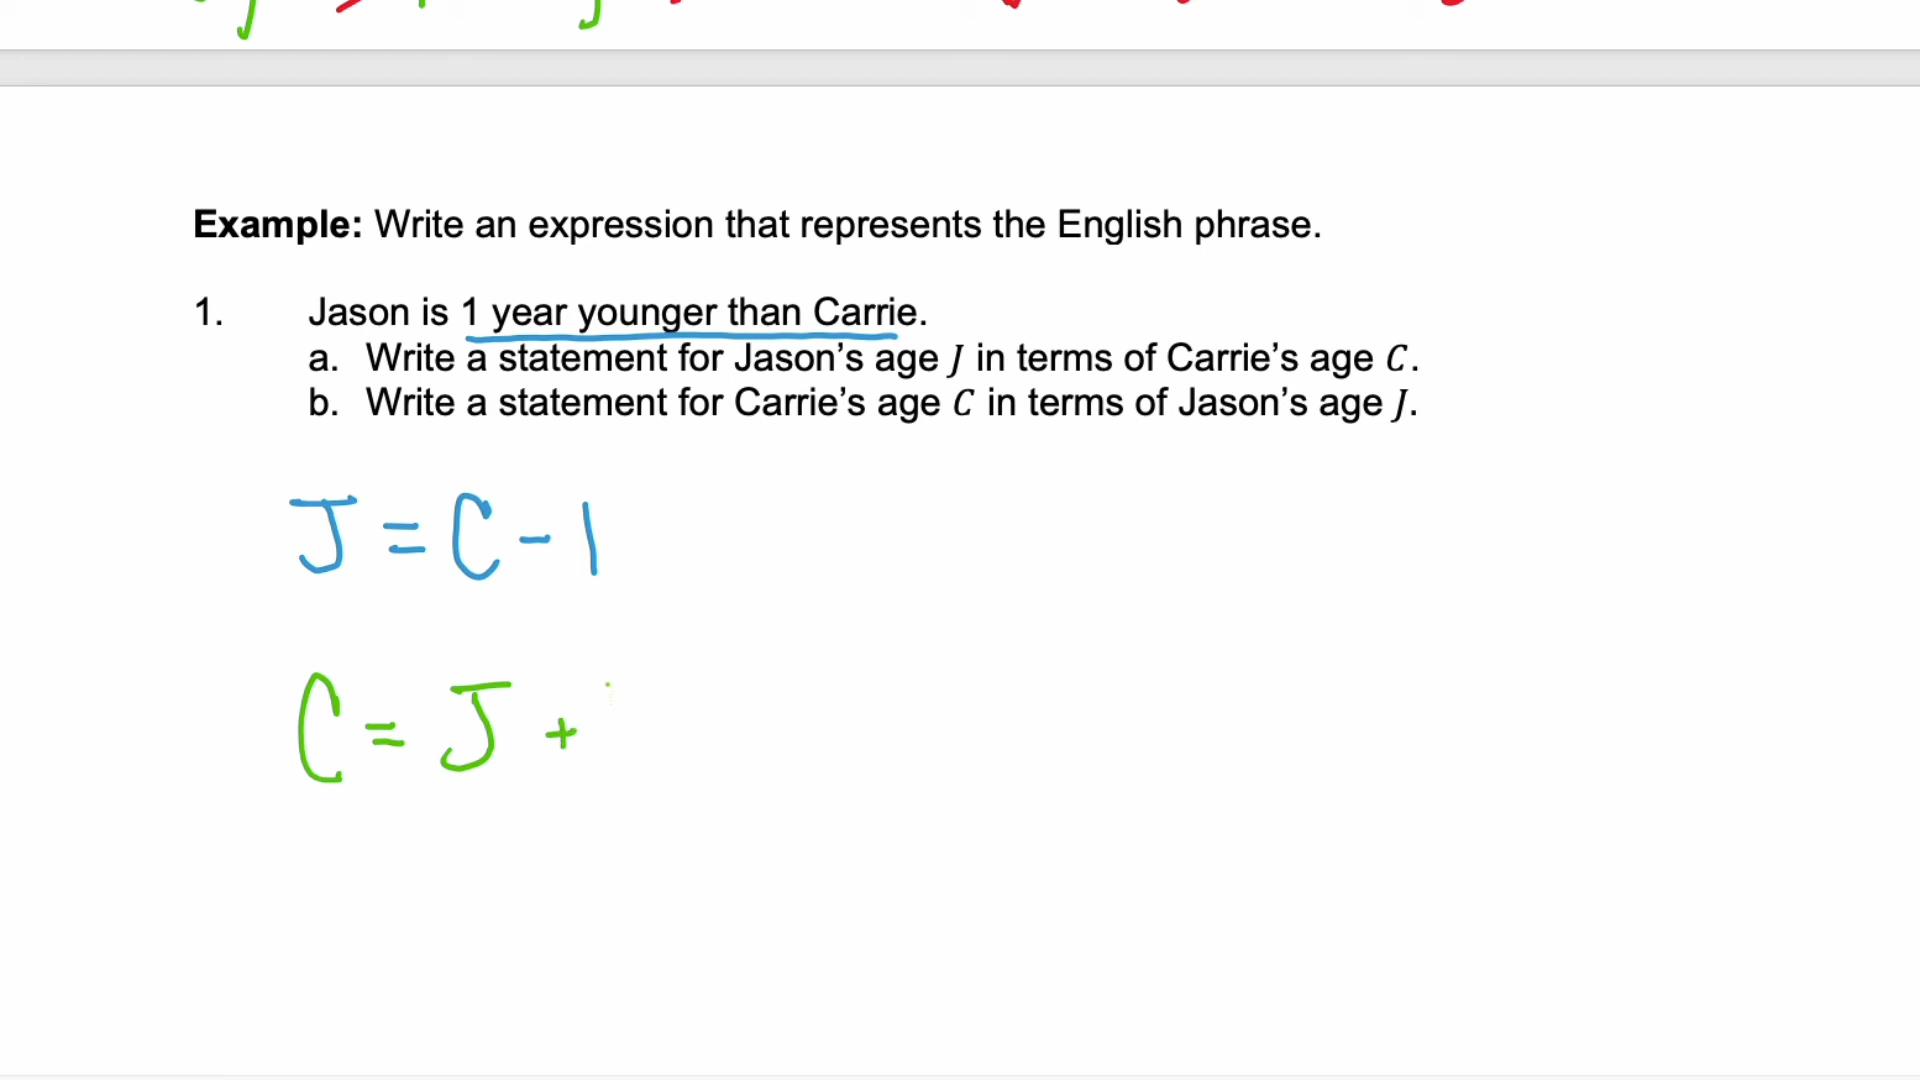 Example: Write an expression that represents the English phrase.
1. Jason is 1 year younger than Carrie.
a. Write a statement for Jason’s age J in terms of Carrie’s age C.
b. Write a statement for Carrie’s age C in terms of Jason’s age J.
J = C - 1
C = J +